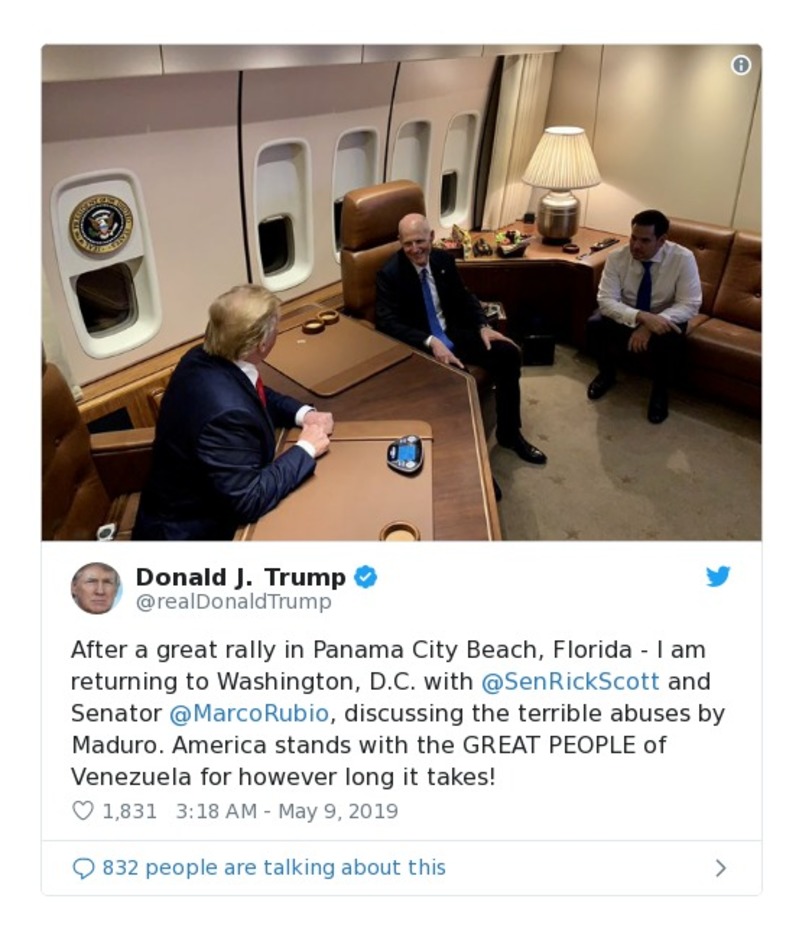 Donald J. Trump
@realDonaldTrump
After a great rally in Panama City Beach, Florida - I am
returning to Washington, D.C. with @SenRickScott and
Senator @MarcoRubio, discussing the terrible abuses by
Maduro. America stands with the GREAT PEOPLE of
Venezuela for however long it takes!
1,831 3:18 AM - May 9, 2019
832 people are talking about this